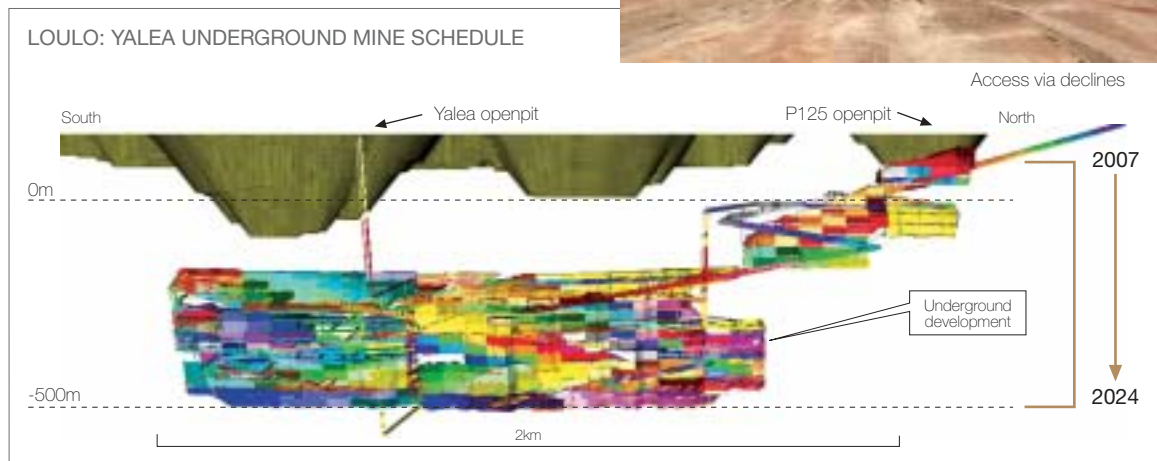 LOULO: YALEA UNDERGROUND MINE SCHEDULE
Access via declines
South
Yalea openpit
P125 openpit
North
2007
0m
Underground
development
-500m
2024
2km